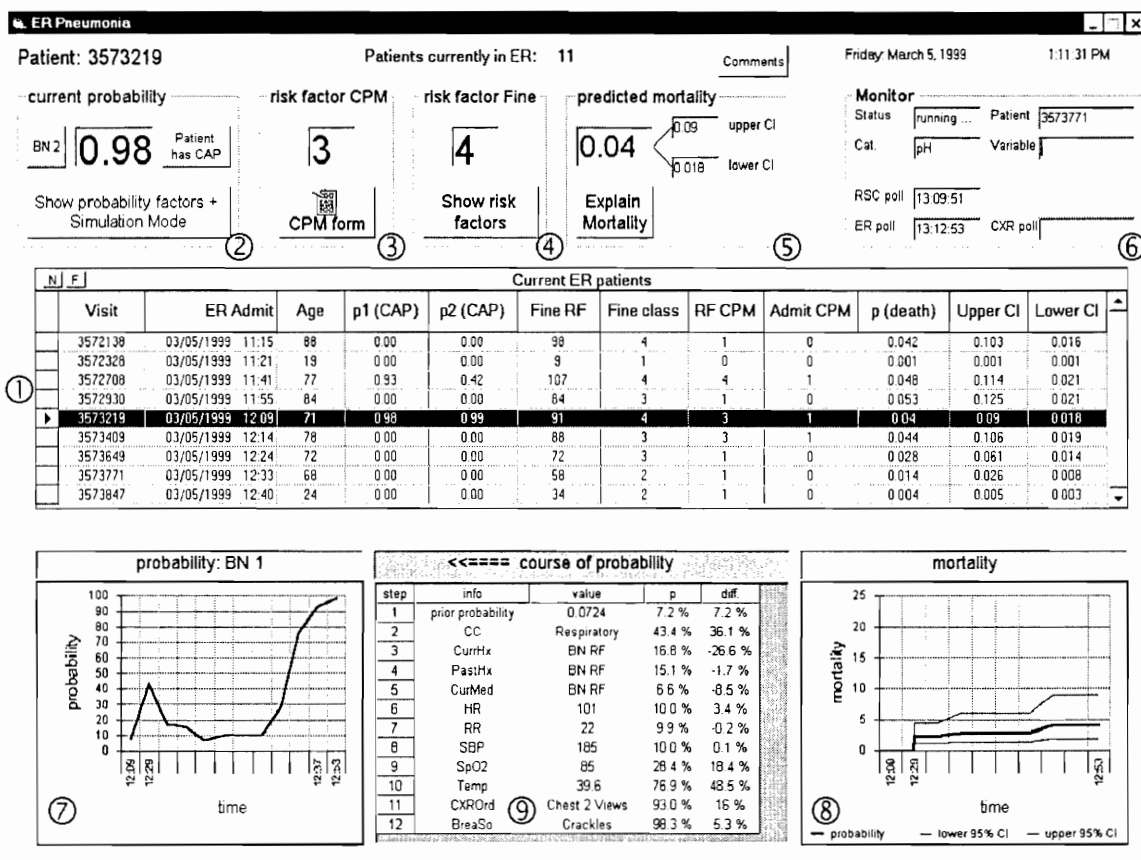 ER Pneumonia
Patient: 3573219 Patients currently in ER: 11 Comments Friday, March 5, 1999 1:11:31 PM
current probability risk factor CPM risk factor Fine predicted mortality Monitor
BN 2 0.98 Patient has CAP 3 4 0.04 0.09 upper CI 0.018 lower CI
Status running ... Patient 3573771
Cat. pH Variable
Show probability factors + Simulation Mode CPM form Show risk factors Explain Mortality
RSC poll 13:09:51
ER poll 13:12:53 CXR poll
② ③ ④ ⑤ ⑥
N F Current ER patients
Visit ER Admit Age p1 (CAP) p2 (CAP) Fine RF Fine class RF CPM Admit CPM p (death) Upper CI Lower CI
3572138 03/05/1999 11:15 88 0.00 0.00 98 4 1 0 0.042 0.103 0.016
3572328 03/05/1999 11:21 19 0.00 0.00 9 1 0 0 0.001 0.001 0.001
①
3572708 03/05/1999 11:41 77 0.93 0.42 107 4 4 1 0.048 0.114 0.021
3572930 03/05/1999 11:55 84 0.00 0.00 84 3 1 0 0.053 0.125 0.021
3573219 03/05/1999 12:09 71 0.98 0.99 91 4 3 1 0.04 0.09 0.018
3573409 03/05/1999 12:14 78 0.00 0.00 88 3 3 1 0.044 0.106 0.019
3573649 03/05/1999 12:24 72 0.00 0.00 72 3 1 0 0.028 0.061 0.014
3573771 03/05/1999 12:33 68 0.00 0.00 58 2 1 0 0.014 0.026 0.008
3573847 03/05/1999 12:40 24 0.00 0.00 34 2 1 0 0.004 0.005 0.003
probability: BN 1
100
90
80
70
60
50
40
30
20
10
0
probability
12:09 12:29 12:37 12:53
time
⑦
<<==== course of probability
step info value p diff.
1 prior probability 0.0724 7.2 % 7.2 %
2 CC Respiratory 43.4 % 36.1 %
3 CurrHx BN RF 16.8 % -26.6 %
4 PastHx BN RF 15.1 % -1.7 %
5 CurMed BN RF 6.6 % -8.5 %
6 HR 101 10.0 % 3.4 %
7 RR 22 9.9 % -0.2 %
8 SBP 185 10.0 % 0.1 %
9 SpO2 85 28.4 % 18.4 %
10 Temp 39.6 76.9 % 48.5 %
11 CXROrd Chest 2 Views 93.0 % 16 %
12 BreaSo Crackles 98.3 % 5.3 %
⑨
mortality
25
20
15
10
5
0
mortality
12:00 12:29 12:53
time
⑧
probability lower 95% CI upper 95% CI